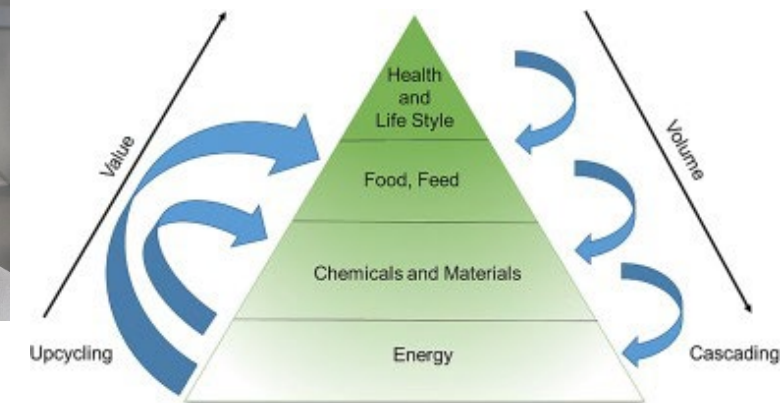 Health
and
Life Style
Value
Volume
Food, Feed
Chemicals and Materials
Upcycling
Energy
Cascading